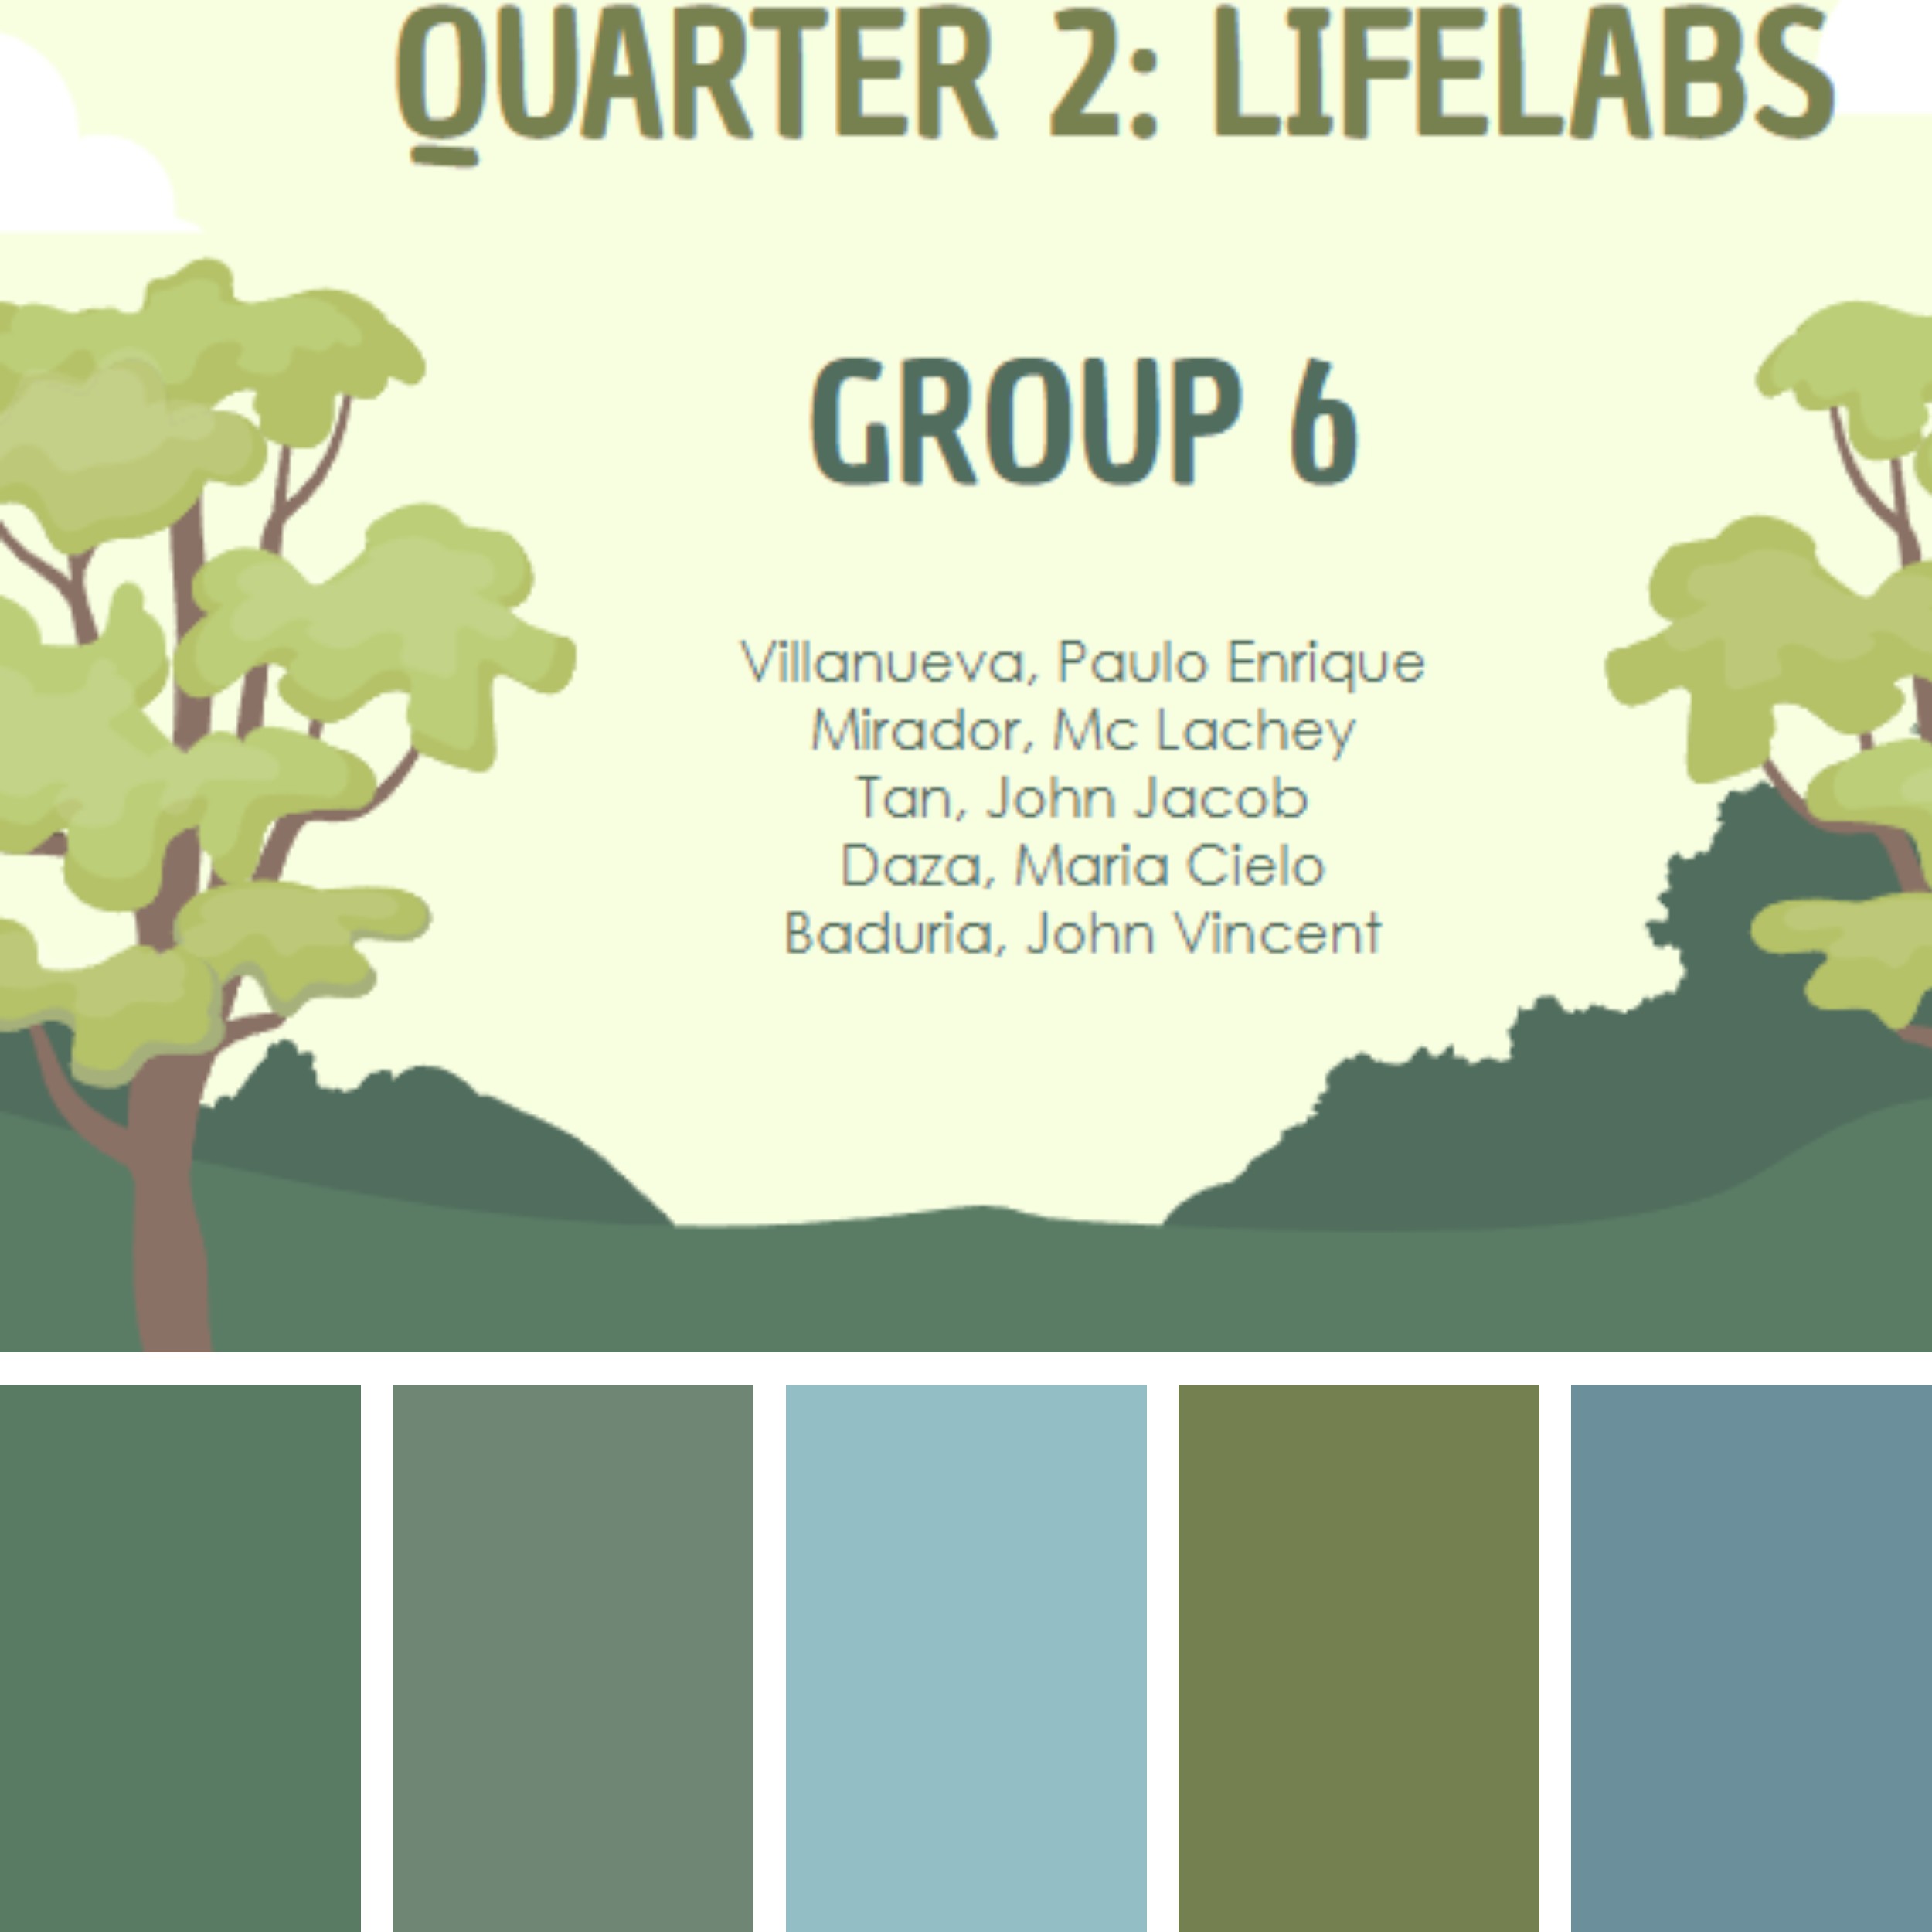 QUARTER 2: LIFELABS
GROUP 6
Villanueva, Paulo Enrique
Mirador, Mc Lachey
Tan, John Jacob
Daza, Maria Cielo
Baduria, John Vincent